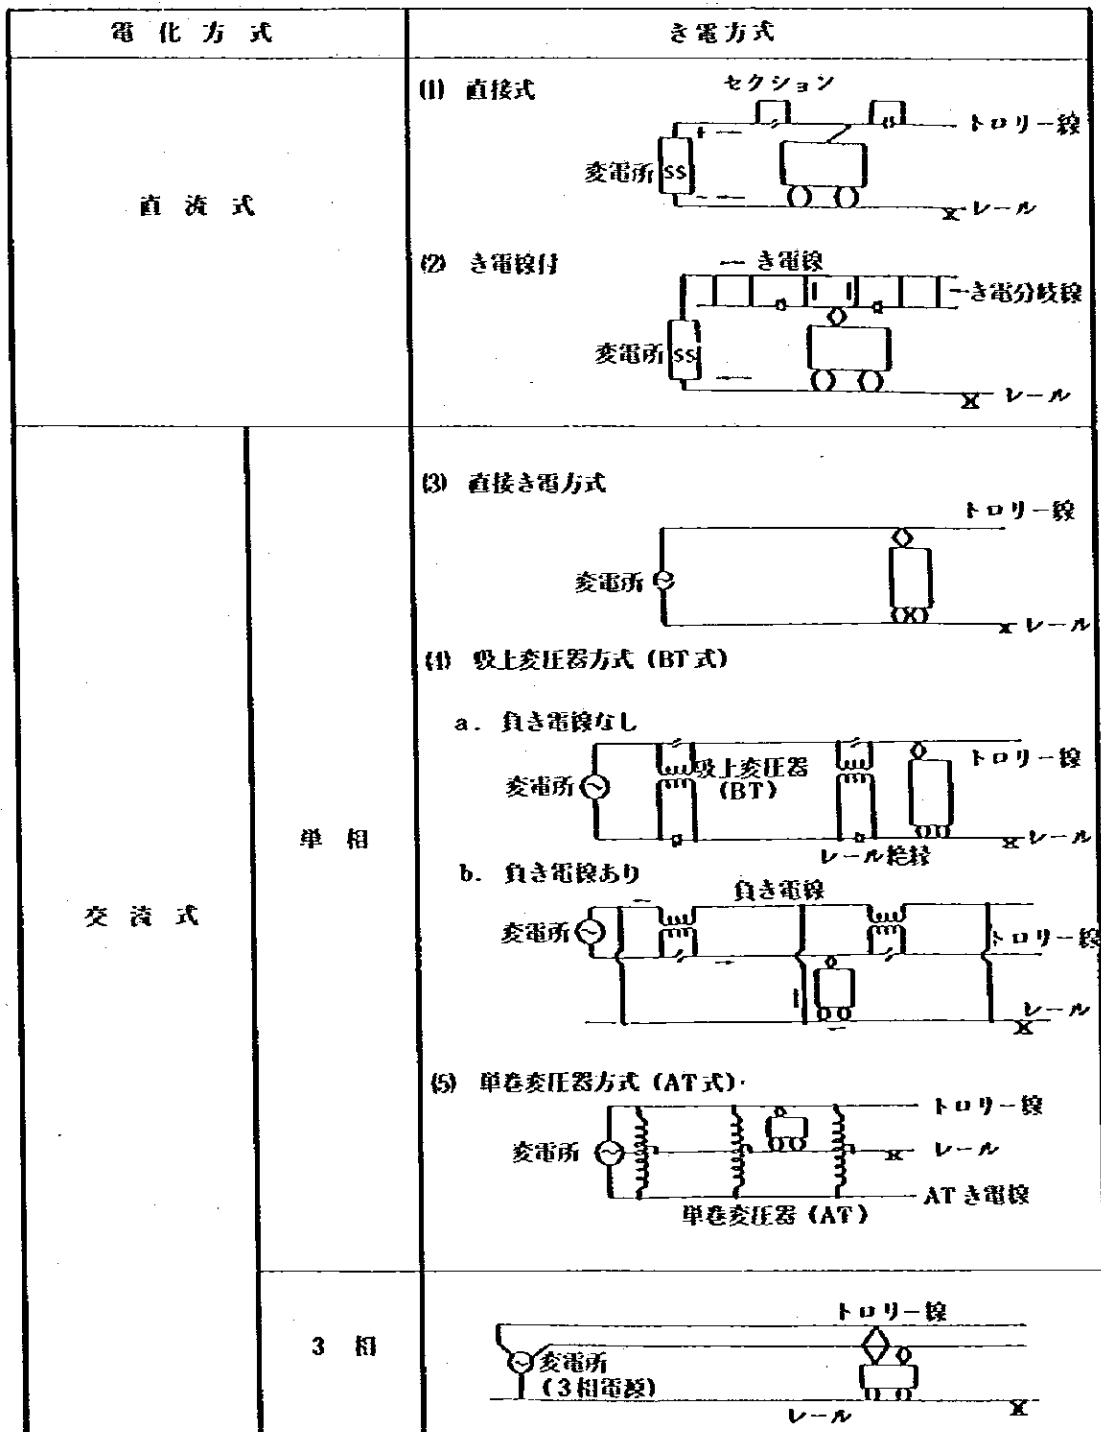 電化方式
き電方式
直流式
(1) 直接式
セクション
トロリー線
変電所
SS
レール
(2) き電線付
き電線
き電分岐線
変電所
SS
レール
交流式
単相
(3) 直接き電方式
トロリー線
変電所
レール
(4) 吸上変圧器方式(BT式)
a. 負き電線なし
トロリー線
変電所
吸上変圧器
(BT)
レール
レール絶縁
b. 負き電線あり
負き電線
変電所
トロリー線
レール
(5) 単巻変圧器方式(AT式)
トロリー線
変電所
レール
ATき電線
単巻変圧器(AT)
3相
トロリー線
変電所
(3相電源)
レール